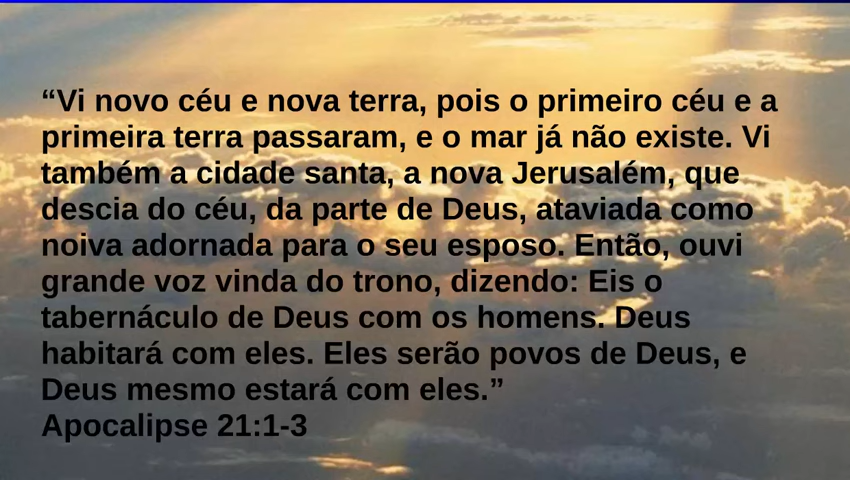 “Vi novo céu e nova terra, pois o primeiro céu e a
primeira terra passaram, e o mar já não existe. Vi
também a cidade santa, a nova Jerusalém, que
descia do céu, da parte de Deus, ataviada como
noiva adornada para o seu esposo. Então, ouvi
grande voz vinda do trono, dizendo: Eis o
tabernáculo de Deus com os homens. Deus
habitará com eles. Eles serão povos de Deus, e
Deus mesmo estará com eles.”
Apocalipse 21:1-3